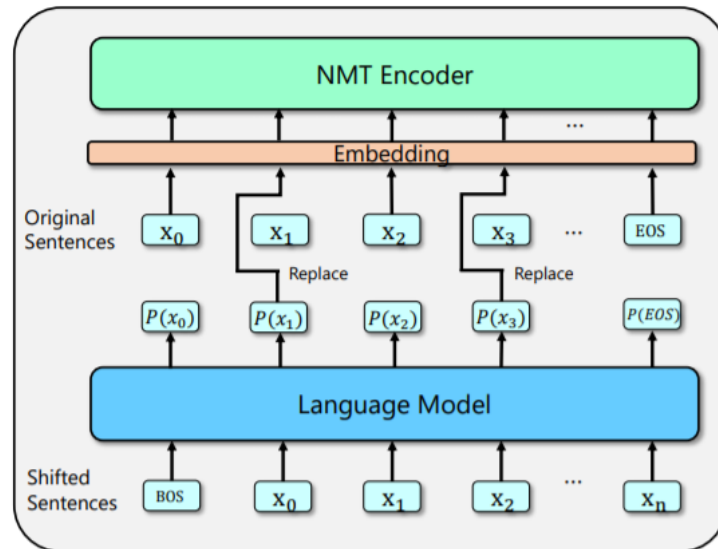 NMT Encoder
...
Embedding
Original
Sentences
x₀ x₁ x₂ x₃ ... EOS
Replace Replace
P(x₀) P(x₁) P(x₂) P(x₃) P(EOS)
Language Model
Shifted
Sentences
BOS x₀ x₁ x₂ ... xₙ